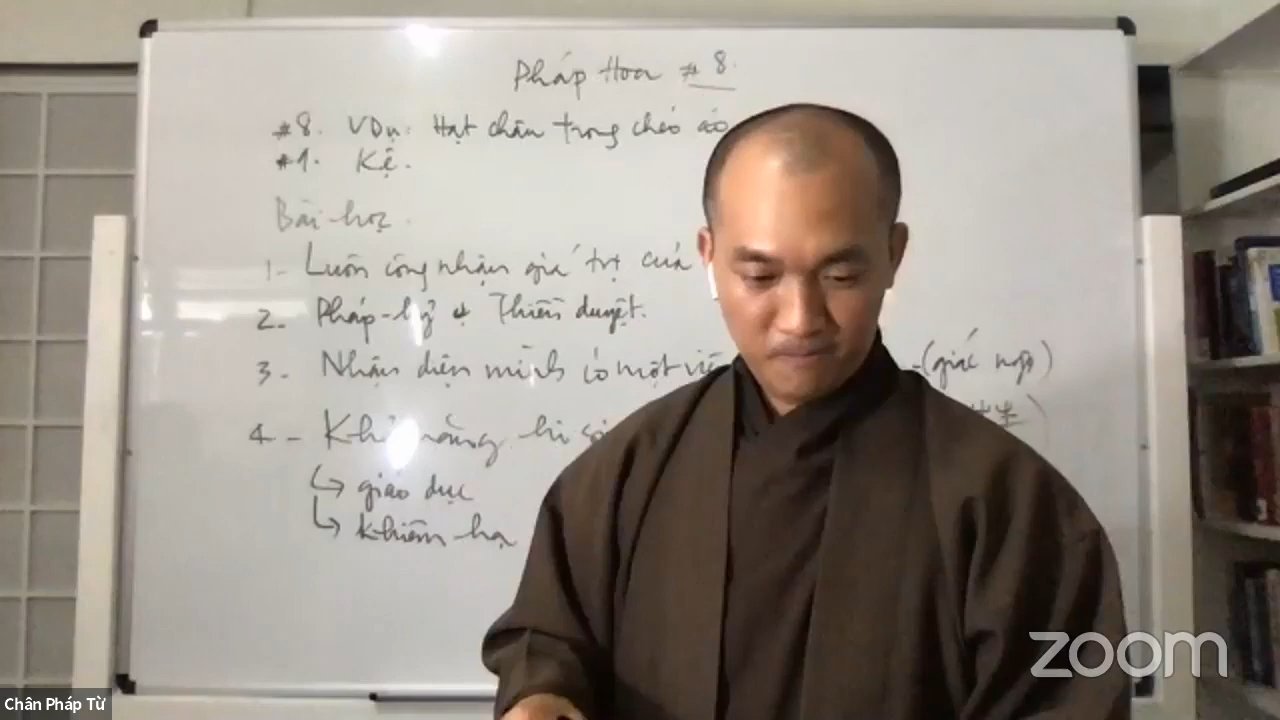 Pháp Hoa #8.
#8. VDụ: Hạt châu trong chéo áo
#1. Kệ.
Bài học.
1- Luôn công nhận giá trị của
2- Pháp-hỷ & Thiền duyệt.
3- Nhận diện mình có một viê (giác ngộ)
4-
↳ giáo dục
↳ khiêm hạ
zoom
Chân Pháp Từ